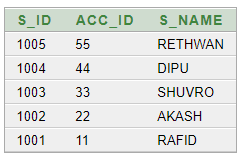 S_ID ACC_ID S_NAME
1005 55 RETHWAN
1004 44 DIPU
1003 33 SHUVRO
1002 22 AKASH
1001 11 RAFID